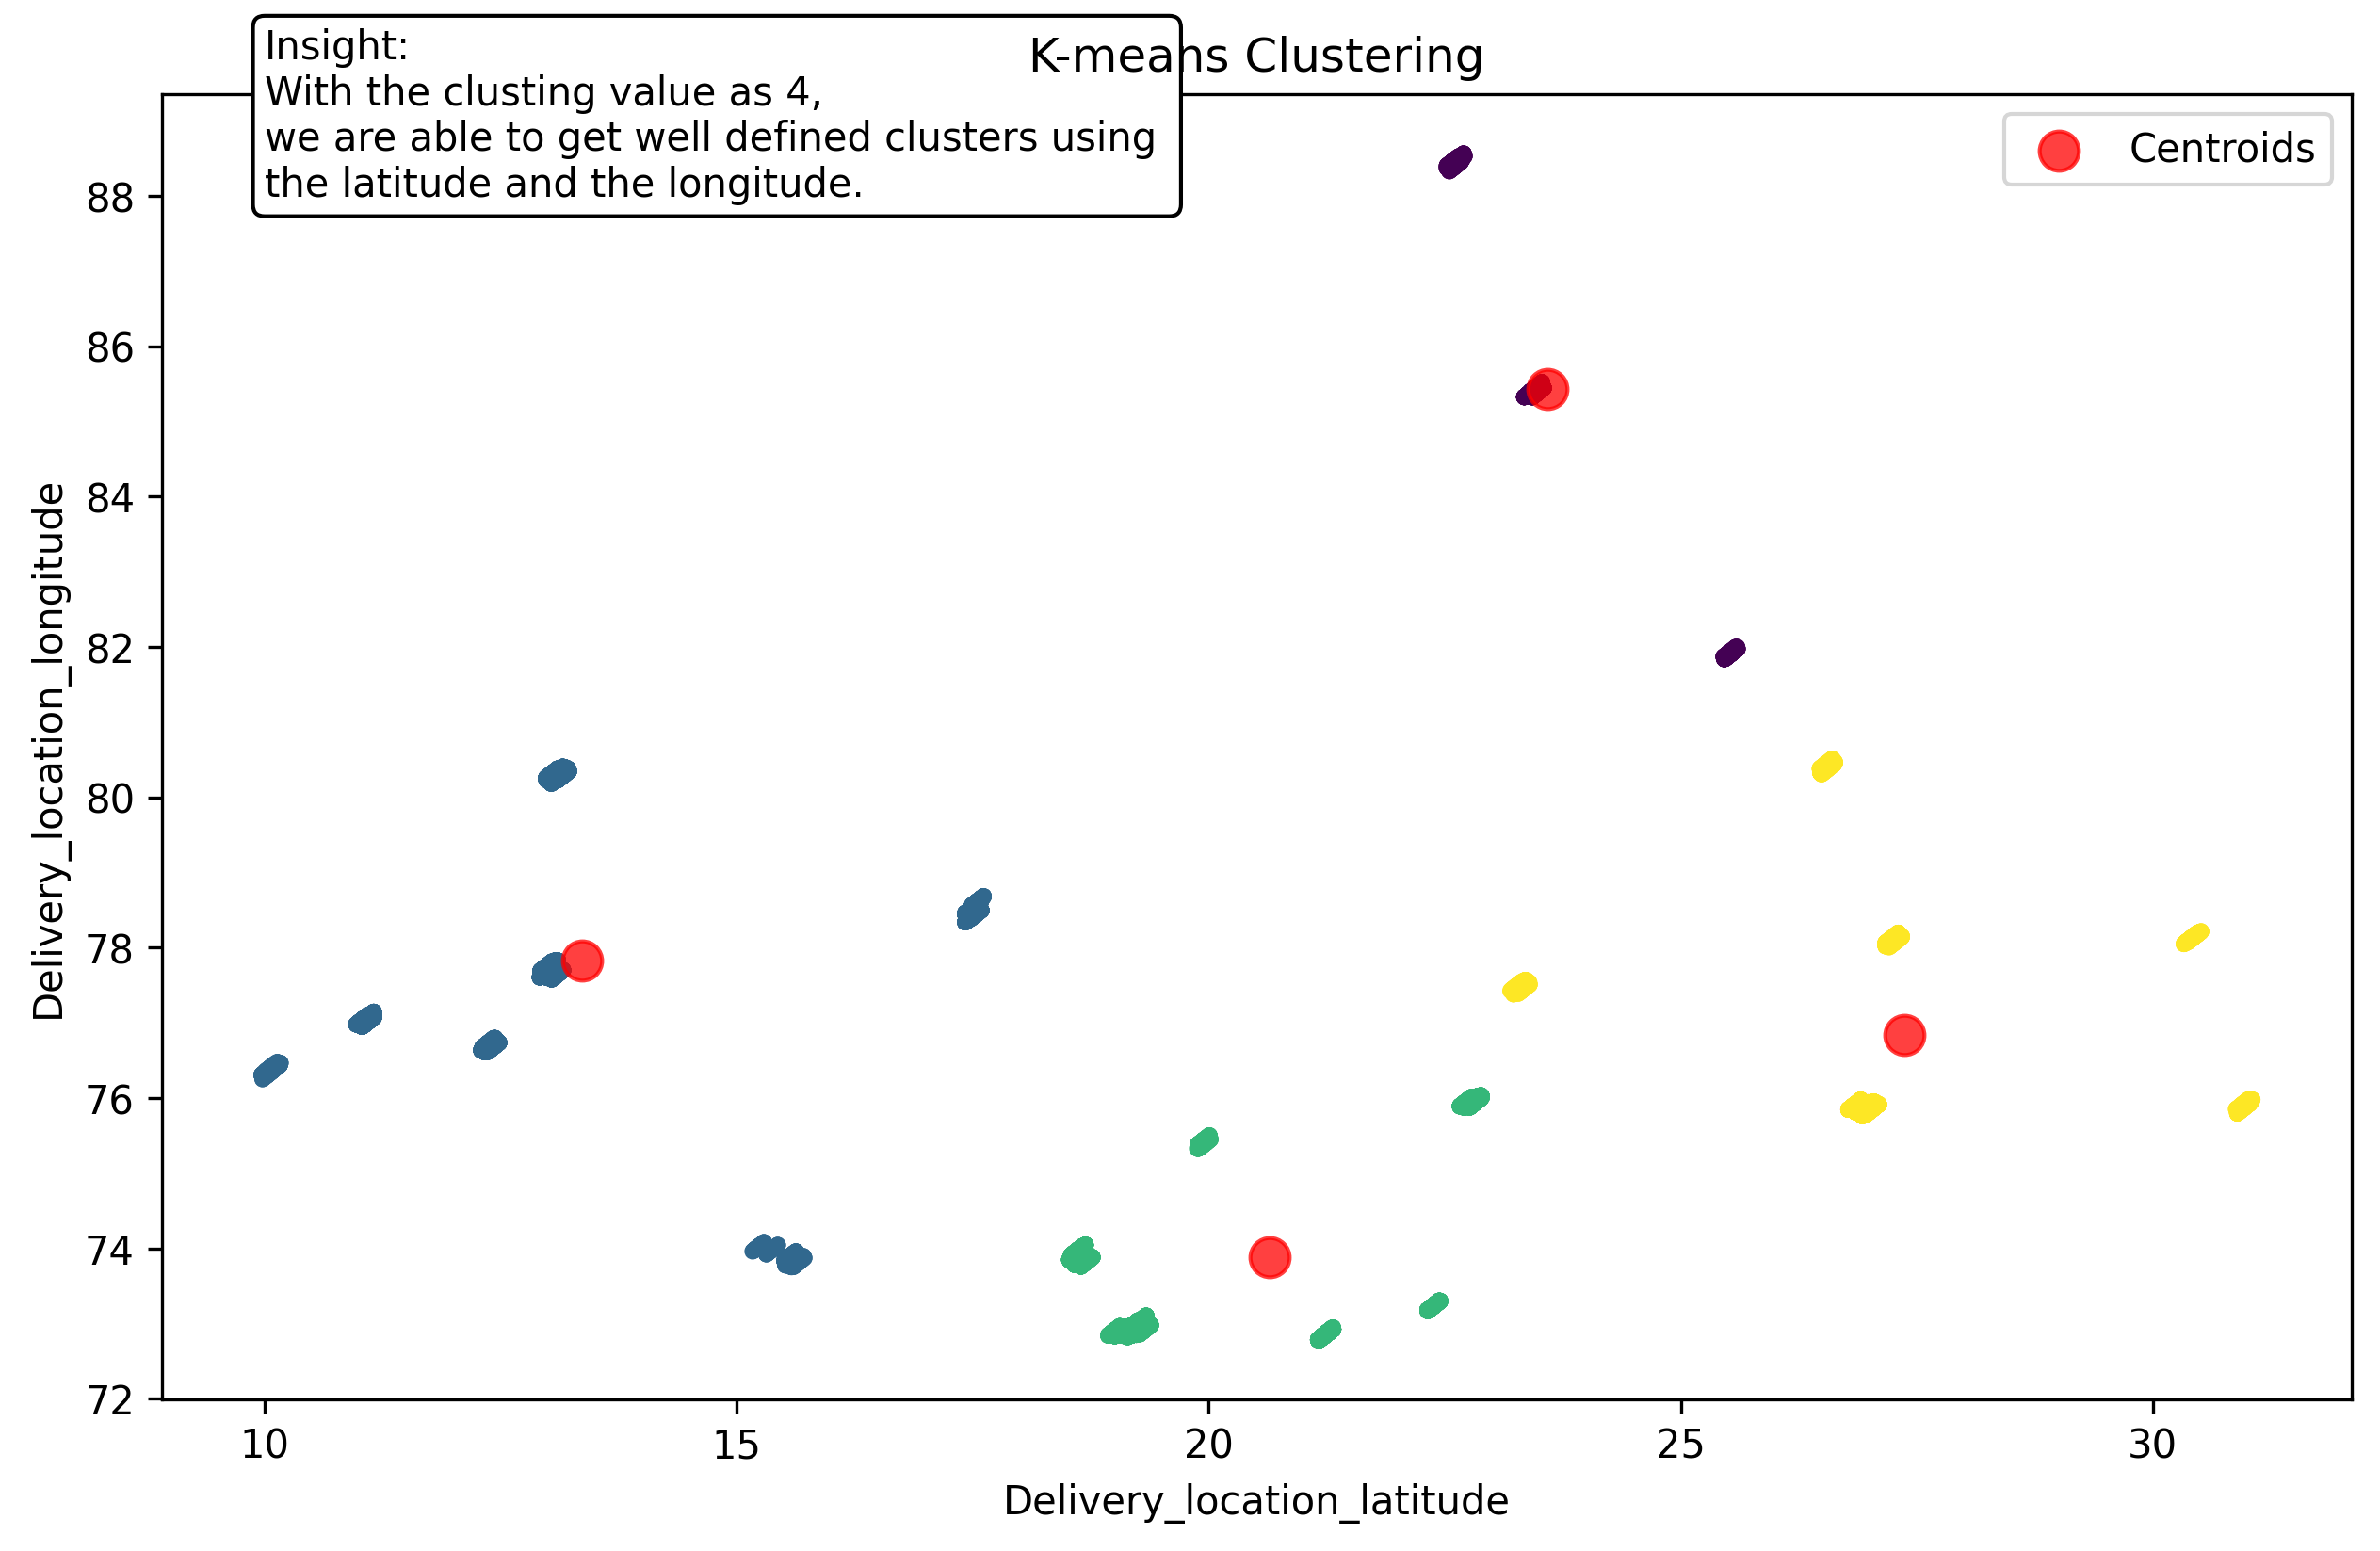 Insight:
With the clusting value as 4,
we are able to get well defined clusters using
the latitude and the longitude.
K-means Clustering
Centroids
88
86
84
82
80
78
76
74
72
Delivery_location_longitude
10 15 20 25 30
Delivery_location_latitude